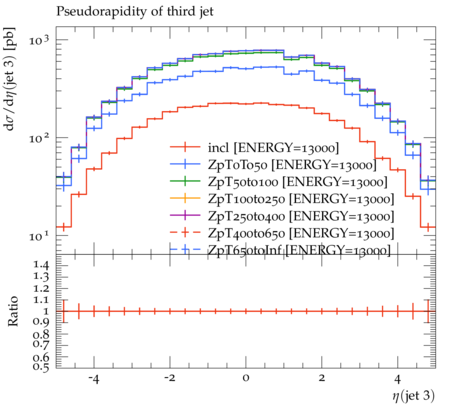 Pseudorapidity of third jet
dσ/dη(jet 3) [pb]
10³
10²
10¹
incl [ENERGY=13000]
ZpT0To50 [ENERGY=13000]
ZpT50to100 [ENERGY=13000]
ZpT100to250 [ENERGY=13000]
ZpT250to400 [ENERGY=13000]
ZpT400to650 [ENERGY=13000]
ZpT650toInf [ENERGY=13000]
Ratio
1.4
1.3
1.2
1.1
1
0.9
0.8
0.7
0.6
0.5
-4 -2 0 2 4
η(jet 3)